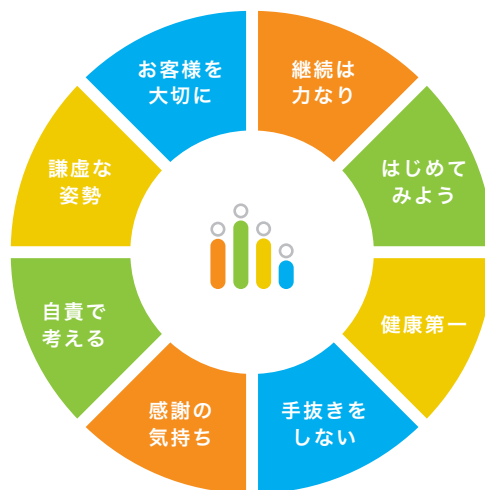 お客様を
大切に
継続は
力なり
はじめて
みよう
健康第一
手抜きを
しない
感謝の
気持ち
自責で
考える
謙虚な
姿勢